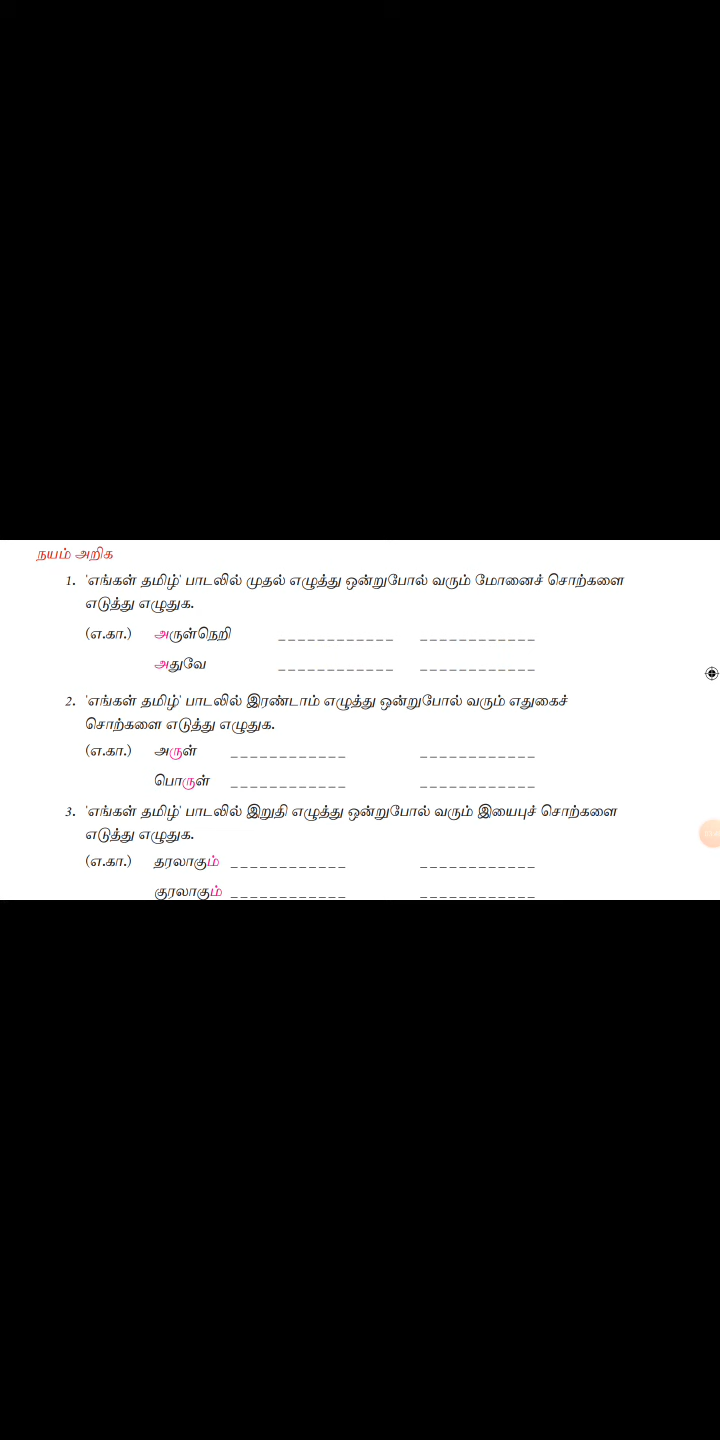 நயம் அறிக
1. 'எங்கள் தமிழ்' பாடலில் முதல் எழுத்து ஒன்றுபோல் வரும் மோனைச் சொற்களை
எடுத்து எழுதுக.
(எ.கா.) அருள்நெறி ____________ ____________
அதுவே ____________ ____________
2. 'எங்கள் தமிழ்' பாடலில் இரண்டாம் எழுத்து ஒன்றுபோல் வரும் எதுகைச்
சொற்களை எடுத்து எழுதுக.
(எ.கா.) அருள் ____________ ____________
பொருள் ____________ ____________
3. 'எங்கள் தமிழ்' பாடலில் இறுதி எழுத்து ஒன்றுபோல் வரும் இயைபுச் சொற்களை
எடுத்து எழுதுக.
(எ.கா.) தரலாகும் ____________ ____________
குரலாகும் ____________ ____________